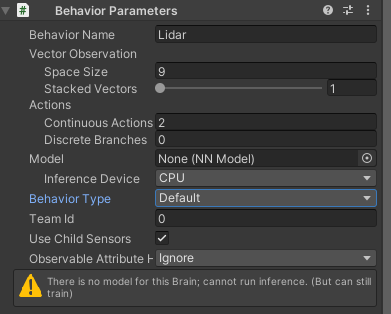 # Behavior Parameters
Behavior Name Lidar
Vector Observation
Space Size 9
Stacked Vectors 1
Actions
Continuous Actions 2
Discrete Branches 0
Model None (NN Model)
Inference Device CPU
Behavior Type Default
Team Id 0
Use Child Sensors
Observable Attribute H Ignore
There is no model for this Brain; cannot run inference. (But can still
train)